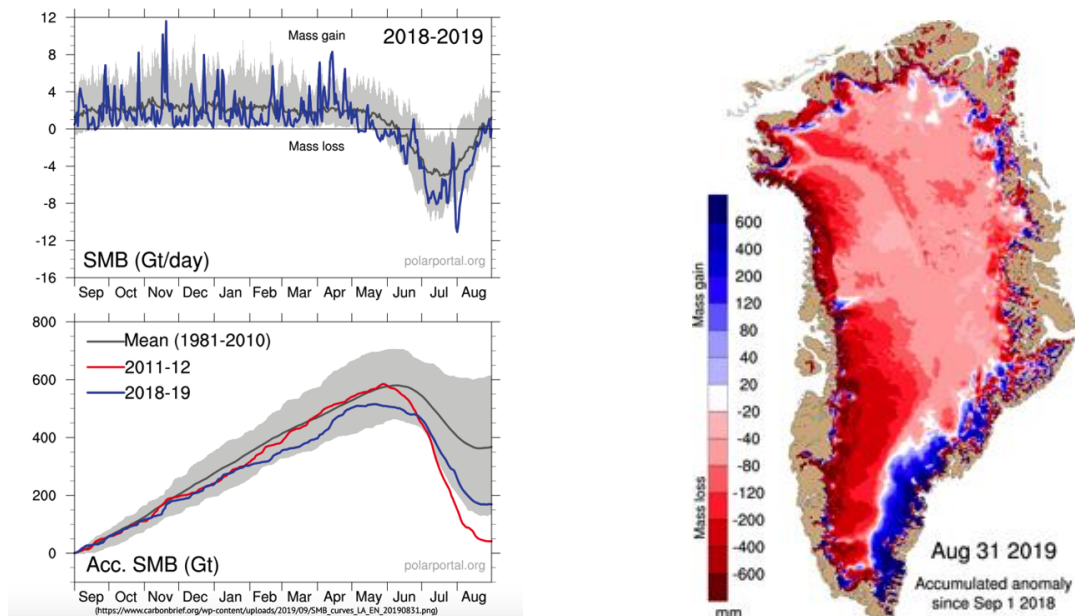 12
8
4
0
-4
-8
-12
-16
Mass gain
2018-2019
Mass loss
SMB (Gt/day)
polarportal.org
Sep Oct Nov Dec Jan Feb Mar Apr May Jun Jul Aug
800
600
400
200
0
Mean (1981-2010)
2011-12
2018-19
Acc. SMB (Gt)
polarportal.org
Sep Oct Nov Dec Jan Feb Mar Apr May Jun Jul Aug
(https://www.carbonbrief.org/wp-content/uploads/2019/09/SMB_curves_LA_EN_20190831.png)
Mass gain
Mass loss
600
400
200
120
80
40
20
-20
-40
-80
-120
-200
-400
-600
mm
Aug 31 2019
Accumulated anomaly
since Sep 1 2018